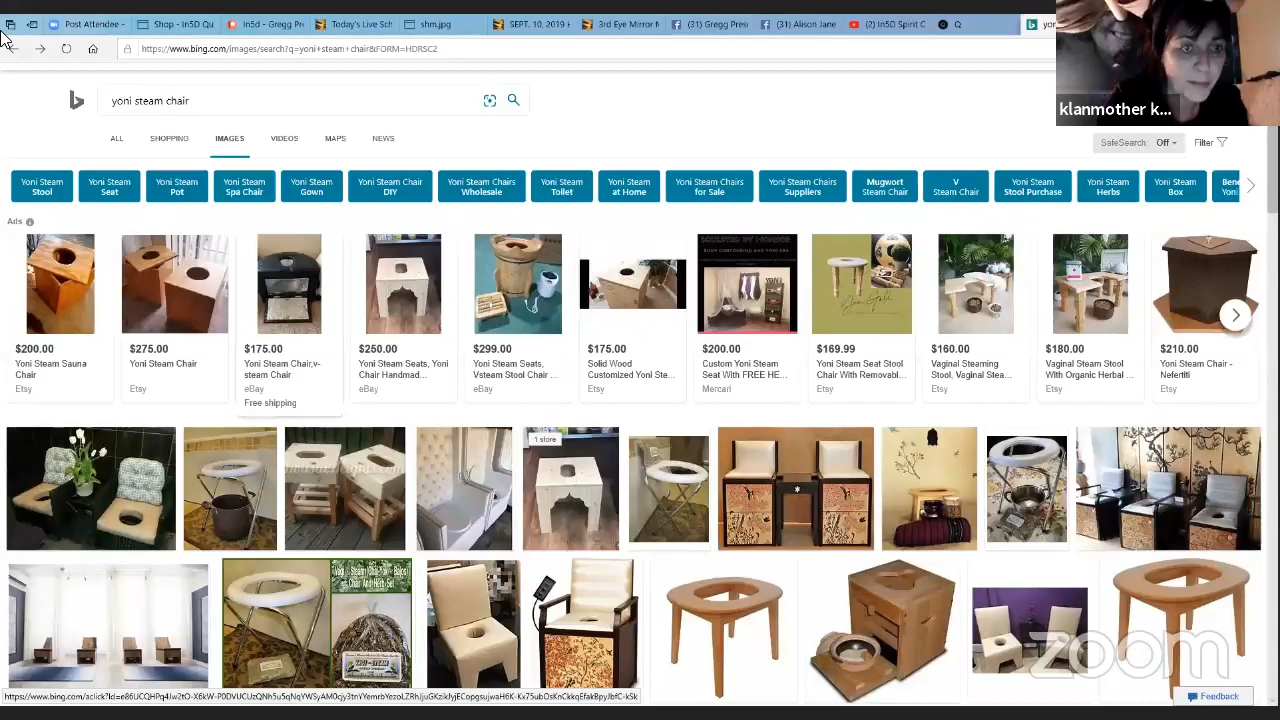 Post Attendee -
Shop - In5D Qu
In5d - Gregg Pre
Today's Live Sch
shm.jpg
SEPT. 10, 2019
3rd Eye Mirror
(31) Gregg Pres
(31) Alison Jane
(2) In5D Spirit C
https://www.bing.com/images/search?q=yoni+steam+chair&FORM=HDRSC2
klanmother k...
yoni steam chair
ALL SHOPPING IMAGES VIDEOS MAPS NEWS
SafeSearch: Off
Filter
Yoni Steam Stool
Yoni Steam Seat
Yoni Steam Pot
Yoni Steam Spa Chair
Yoni Steam Gown
Yoni Steam Chair DIY
Yoni Steam Chairs Wholesale
Yoni Steam Toilet
Yoni Steam at Home
Yoni Steam Chairs for Sale
Yoni Steam Chairs Suppliers
Mugwort Steam Chair
V Steam Chair
Yoni Steam Stool Purchase
Yoni Steam Herbs
Yoni Steam Box
Ads
$200.00
Yoni Steam Sauna
Chair
Etsy
$275.00
Yoni Steam Chair
Etsy
$175.00
Yoni Steam Chair,v-
steam Chair
eBay
Free shipping
$250.00
Yoni Steam Seats, Yoni
Chair Handmad...
eBay
$299.00
Yoni Steam Seats,
Vsteam Stool Chair ...
eBay
$175.00
Solid Wood
Customized Yoni Ste...
Etsy
$200.00
Custom Yoni Steam
Seat With FREE HE...
Mercari
$169.99
Yoni Seat Stool
Chair With Removabl...
Etsy
$160.00
Vaginal Steaming
Stool, Vaginal Stea...
Etsy
$180.00
Vaginal Steam Stool
With Organic Herbal ...
Etsy
$210.00
Yoni Steam Chair -
Nefertitl
Etsy
1 store
zoom
Feedback